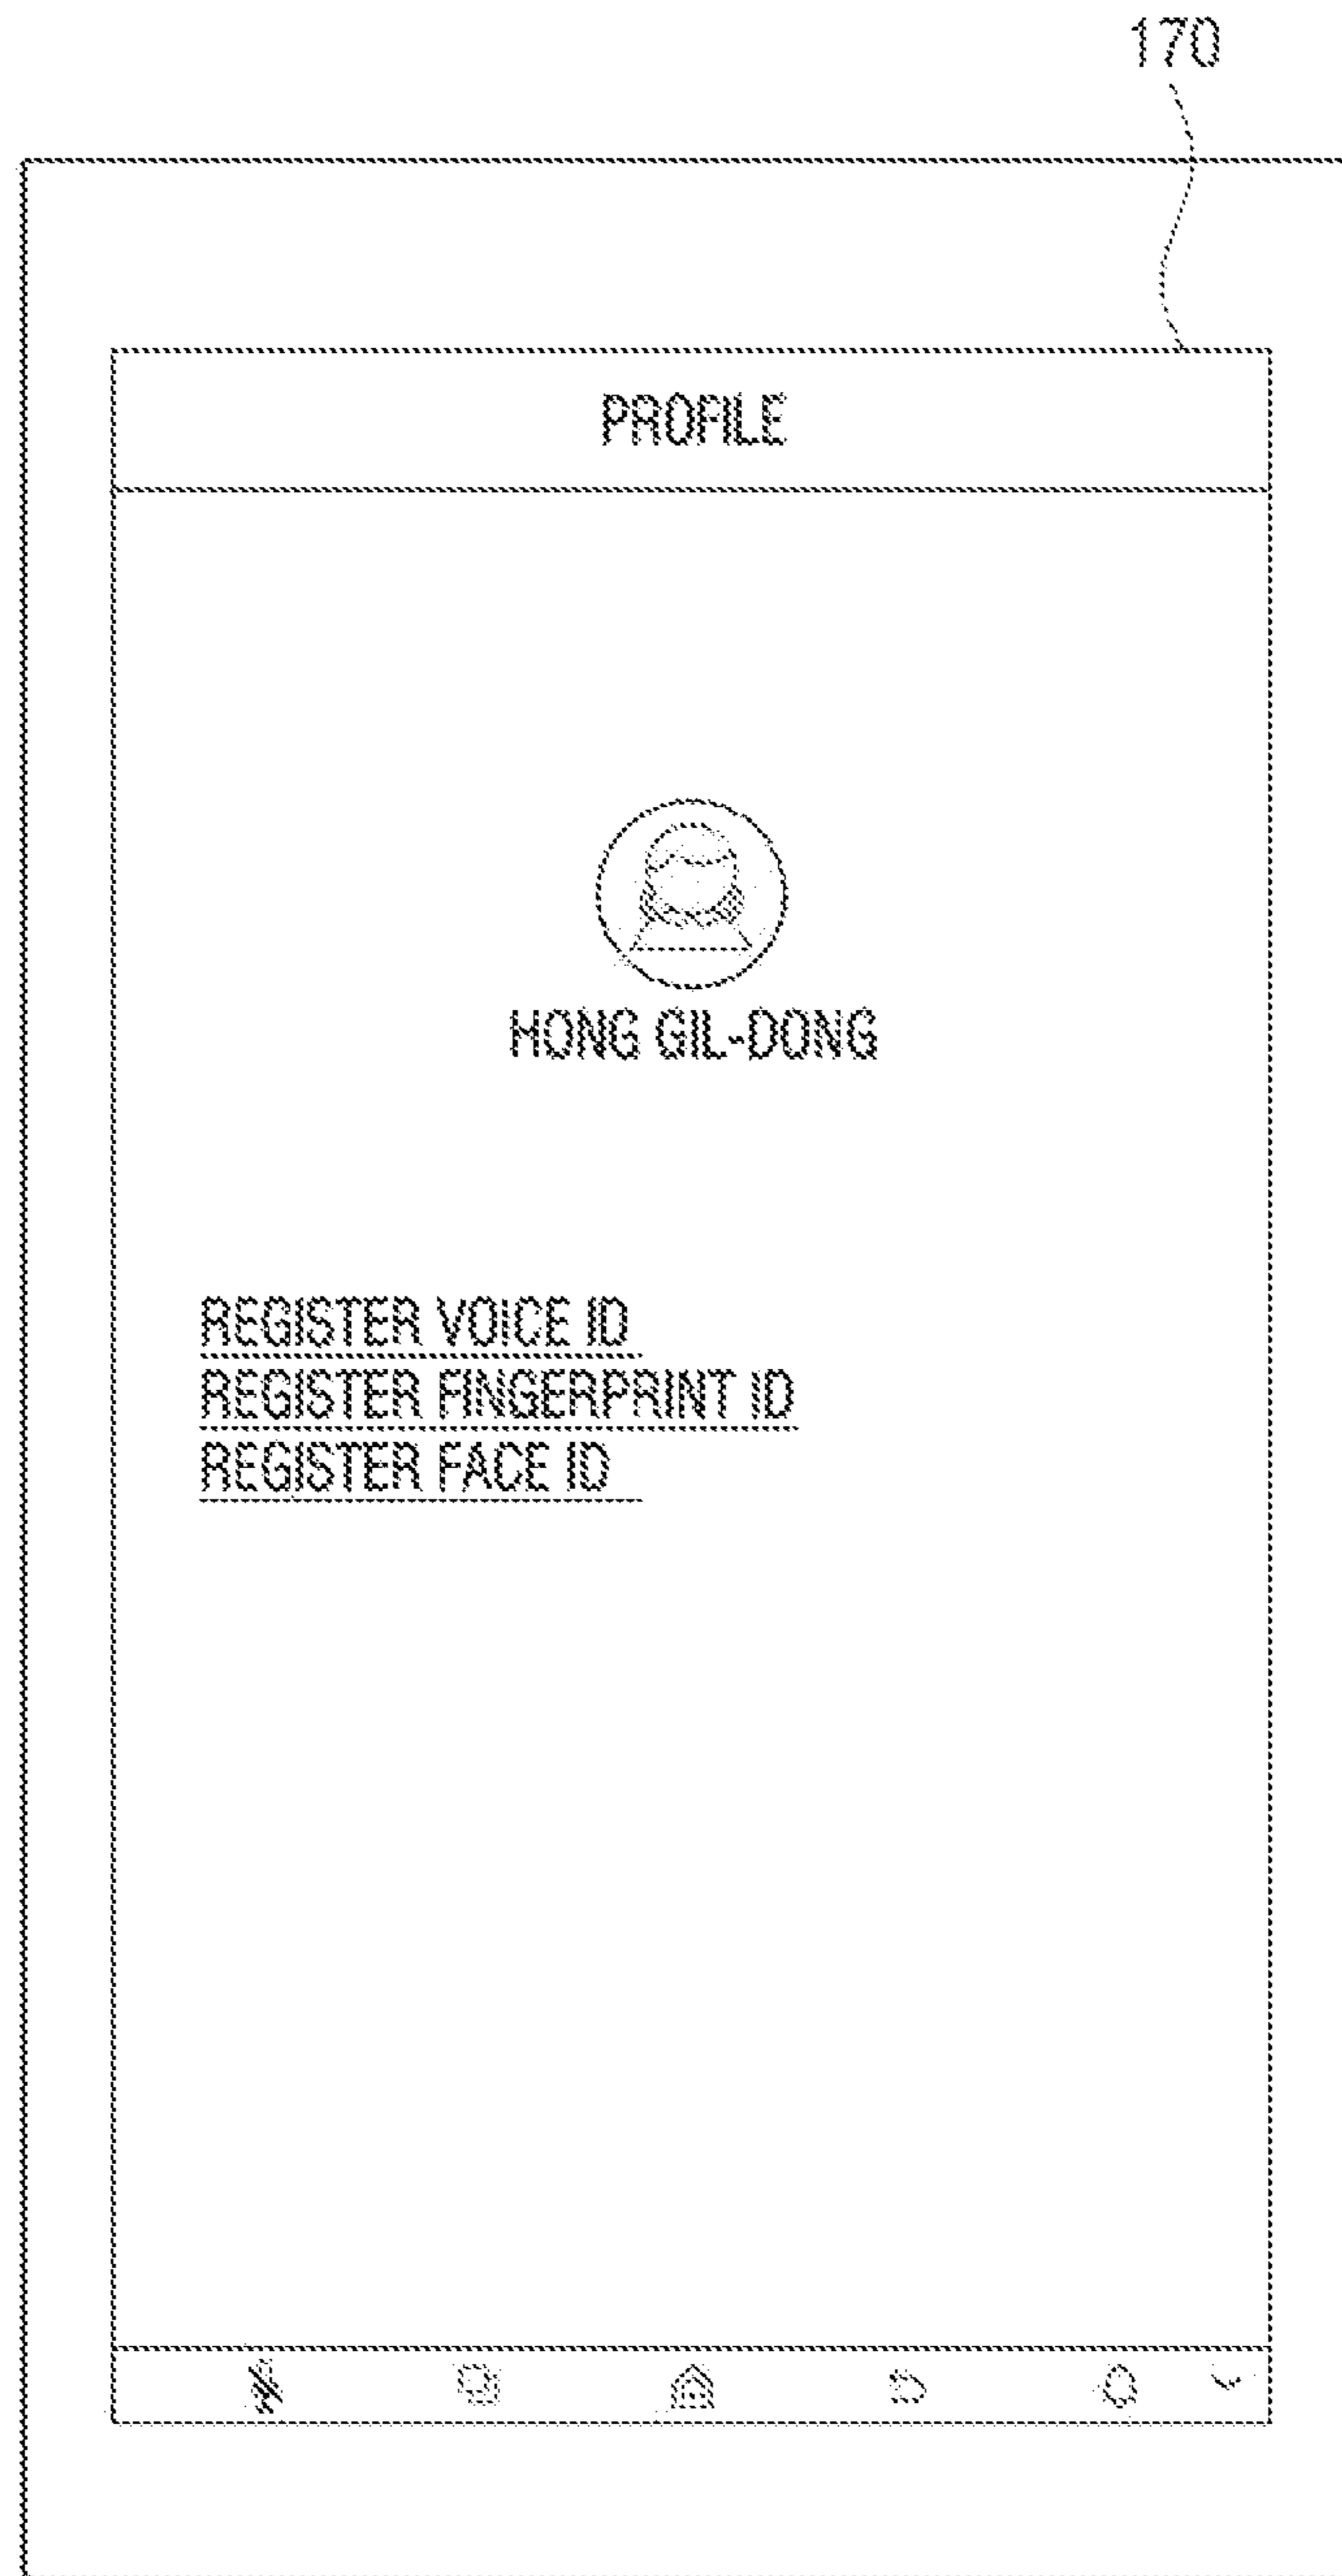 170
PROFILE
HONG GIL-DONG
REGISTER VOICE ID
REGISTER FINGERPRINT ID
REGISTER FACE ID